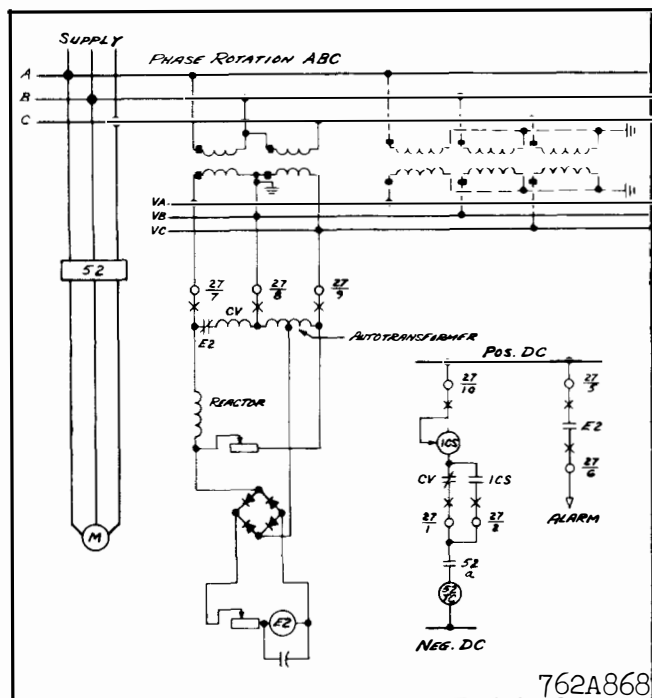 SUPPLY
PHASE ROTATION ABC
A
B
C
VA
VB
VC
52
27/7
27/8
27/9
CV
E2
AUTOTRANSFORMER
REACTOR
POS. DC
27/10
27/5
ICS
E2
CV
ICS
27/6
27/1
27/2
ALARM
52
a
M
E2
52/TC
NEG. DC
762A868